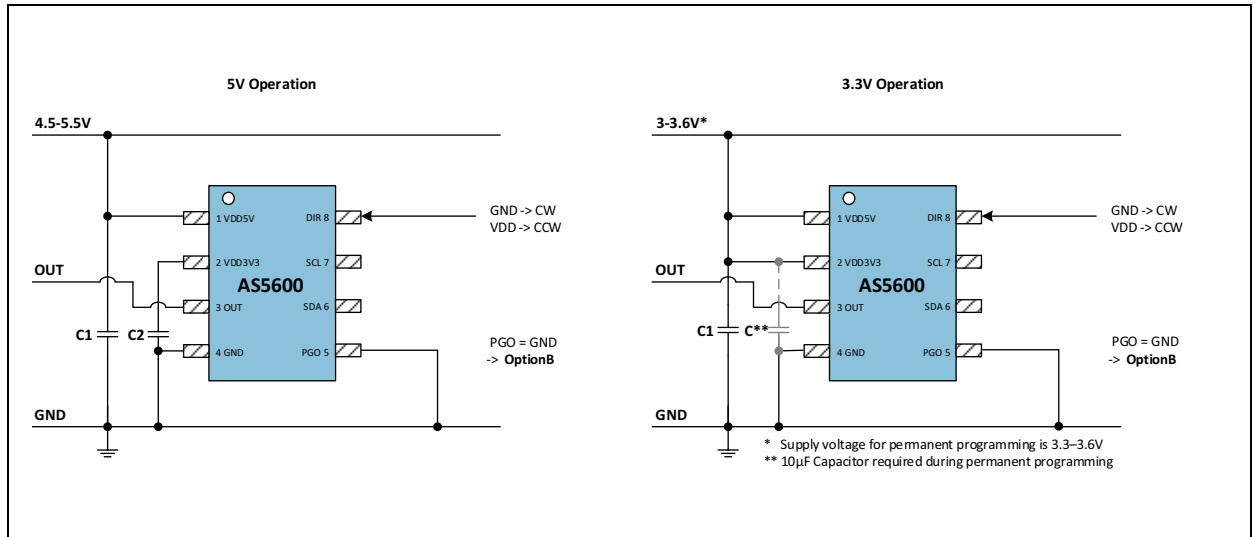 5V Operation
4.5-5.5V
1 VDD5V
DIR 8
GND -> CW
VDD -> CCW
2 VDD3V3
SCL 7
OUT
AS5600
3 OUT
SDA 6
C1
C2
4 GND
PGO 5
PGO = GND
-> OptionB
GND
3.3V Operation
3-3.6V*
1 VDD5V
DIR 8
GND -> CW
VDD -> CCW
2 VDD3V3
SCL 7
OUT
AS5600
3 OUT
SDA 6
C1
C**
4 GND
PGO 5
PGO = GND
-> OptionB
GND
* Supply voltage for permanent programming is 3.3–3.6V
** 10µF Capacitor required during permanent programming